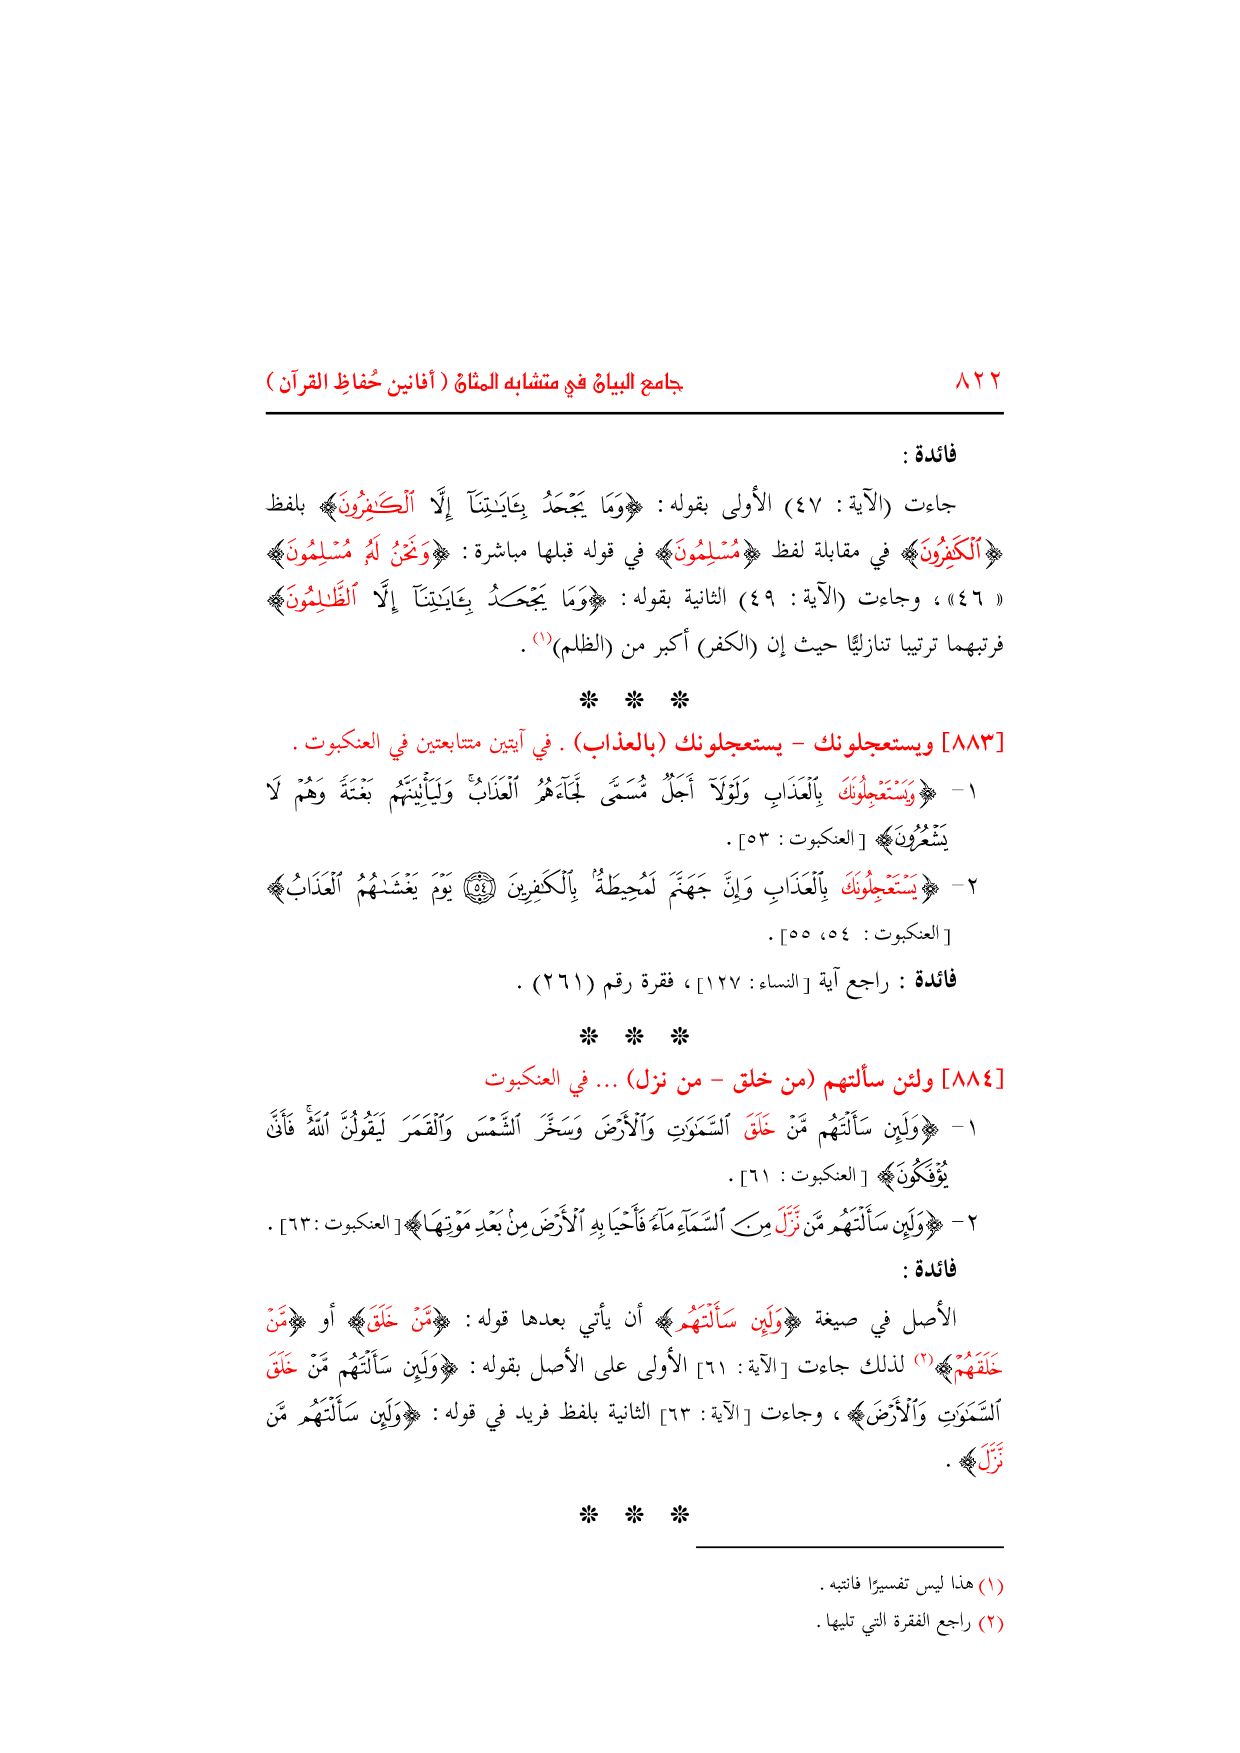 ٨٢٢ جامع البيان في متشابه المثان ( أفانين حُفاظِ القرآن )
فائدة :
جاءت (الآية : ٤٧) الأولى بقوله : ﴿وَمَا يَجْحَدُ بِـَٔايَـٰتِنَآ إِلَّا ٱلْكَـٰفِرُونَ﴾ بلفظ
﴿ٱلْكَـٰفِرُونَ﴾ في مقابلة لفظ ﴿مُسْلِمُونَ﴾ في قوله قبلها مباشرة : ﴿وَنَحْنُ لَهُۥ مُسْلِمُونَ﴾
« ٤٦» ، وجاءت (الآية : ٤٩) الثانية بقوله : ﴿وَمَا يَجْحَدُ بِـَٔايَـٰتِنَآ إِلَّا ٱلظَّـٰلِمُونَ﴾
فرتبهما ترتيبا تنازليًّا حيث إن (الكفر) أكبر من (الظلم)(١) .
❊ ❊ ❊
[٨٨٣] ويستعجلونك – يستعجلونك (بالعذاب) . في آيتين متتابعتين في العنكبوت .
١ – ﴿وَيَسْتَعْجِلُونَكَ بِٱلْعَذَابِ وَلَوْلَآ أَجَلٌ مُّسَمًّى لَّجَآءَهُمُ ٱلْعَذَابُ ۚ وَلَيَأْتِيَنَّهُم بَغْتَةً وَهُمْ لَا
يَشْعُرُونَ﴾ [ العنكبوت : ٥٣] .
٢ – ﴿يَسْتَعْجِلُونَكَ بِٱلْعَذَابِ وَإِنَّ جَهَنَّمَ لَمُحِيطَةٌۢ بِٱلْكَـٰفِرِينَ ۝٥٤ يَوْمَ يَغْشَىٰهُمُ ٱلْعَذَابُ﴾
[ العنكبوت : ٥٤، ٥٥] .
فائدة : راجع آية [ النساء : ١٢٧] ، فقرة رقم (٢٦١) .
❊ ❊ ❊
[٨٨٤] ولئن سألتهم (من خلق – من نزل) ... في العنكبوت
١ – ﴿وَلَئِن سَأَلْتَهُم مَّنْ خَلَقَ ٱلسَّمَـٰوَٰتِ وَٱلْأَرْضَ وَسَخَّرَ ٱلشَّمْسَ وَٱلْقَمَرَ لَيَقُولُنَّ ٱللَّهُ ۖ فَأَنَّىٰ
يُؤْفَكُونَ﴾ [ العنكبوت : ٦١] .
٢ – ﴿وَلَئِن سَأَلْتَهُم مَّن نَّزَّلَ مِنَ ٱلسَّمَآءِ مَآءً فَأَحْيَا بِهِ ٱلْأَرْضَ مِنۢ بَعْدِ مَوْتِهَا﴾ [ العنكبوت :٦٣] .
فائدة :
الأصل في صيغة ﴿وَلَئِن سَأَلْتَهُم﴾ أن يأتي بعدها قوله : ﴿مَّنْ خَلَقَ﴾ أو ﴿مَّنْ
خَلَقَهُمْ﴾(٢) لذلك جاءت [ الآية : ٦١] الأولى على الأصل بقوله : ﴿وَلَئِن سَأَلْتَهُم مَّنْ خَلَقَ
ٱلسَّمَـٰوَٰتِ وَٱلْأَرْضَ﴾ ، وجاءت [ الآية : ٦٣] الثانية بلفظ فريد في قوله : ﴿وَلَئِن سَأَلْتَهُم مَّن
نَّزَّلَ﴾ .
❊ ❊ ❊
(١) هذا ليس تفسيرًا فانتبه .
(٢) راجع الفقرة التي تليها .